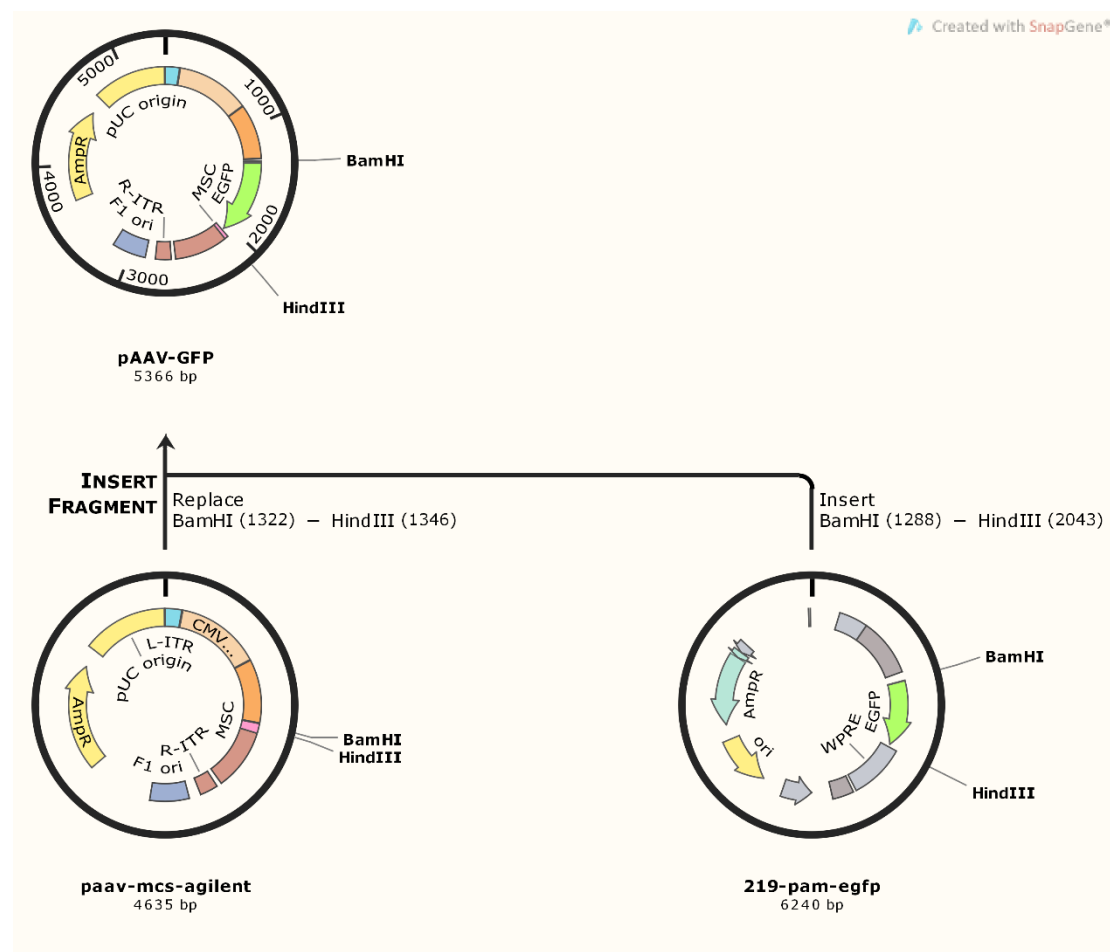 Created with SnapGene®
5000
1000
pUC origin
AmpR
BamHI
4000
R-ITR
F1 ori
MSC
EGFP
2000
3000
HindIII
pAAV-GFP
5366 bp
INSERT
FRAGMENT
Replace
BamHI (1322) – HindIII (1346)
Insert
BamHI (1288) – HindIII (2043)
CMV...
L-ITR
pUC origin
AmpR
MSC
R-ITR
F1 ori
BamHI
HindIII
paav-mcs-agilent
4635 bp
BamHI
AmpR
EGFP
WPRE
ori
HindIII
219-pam-egfp
6240 bp